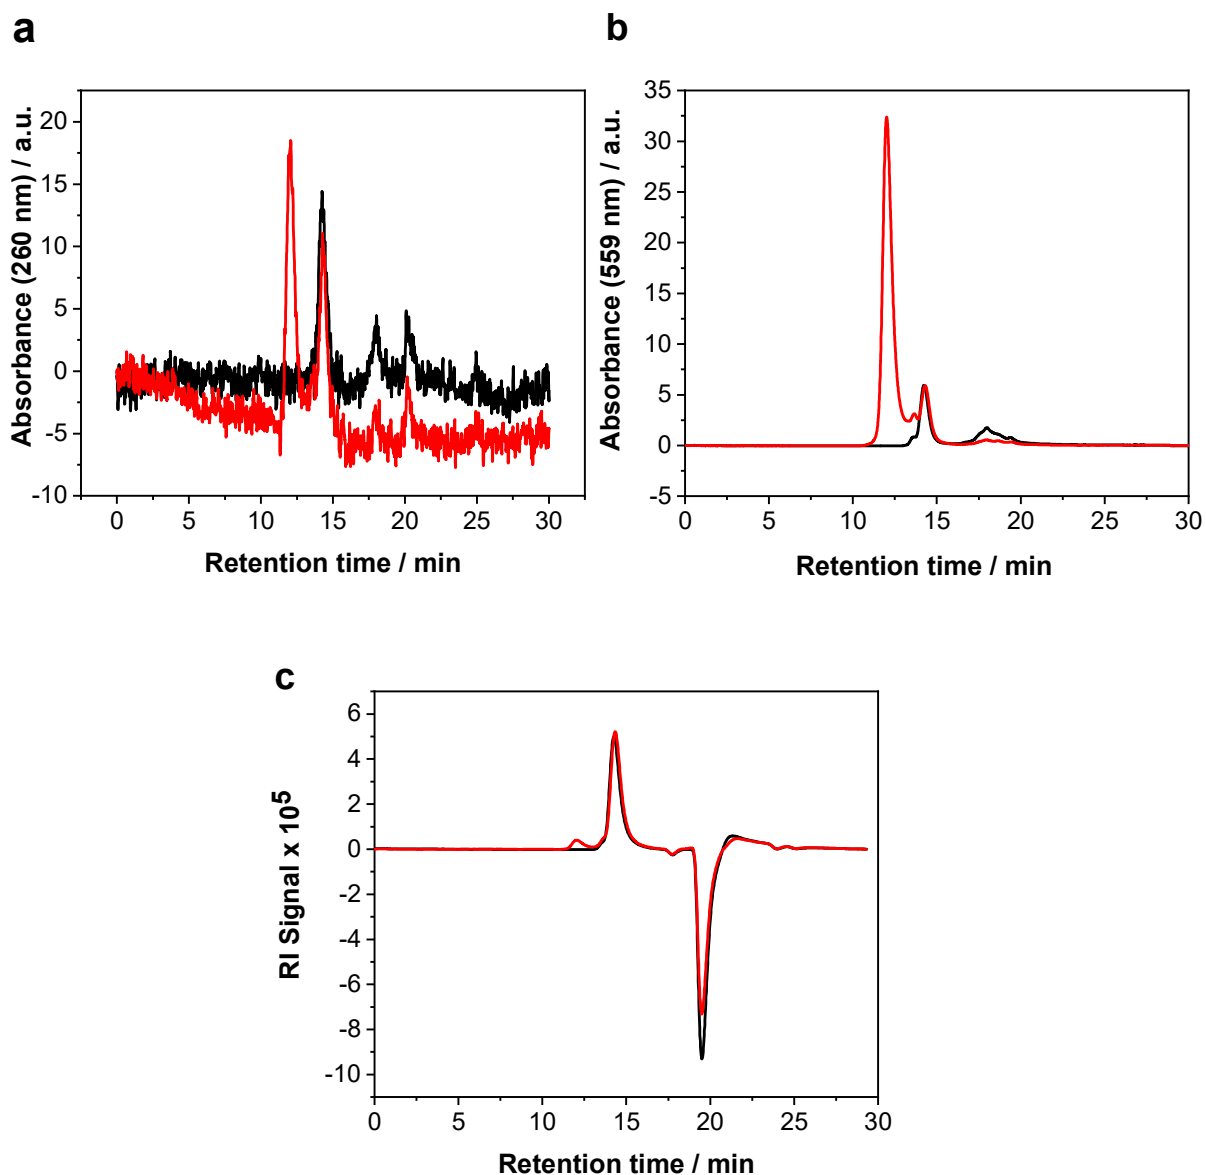 a
Absorbance (260 nm) / a.u.
20
15
10
5
0
-5
-10
0 5 10 15 20 25 30
Retention time / min
b
Absorbance (559 nm) / a.u.
35
30
25
20
15
10
5
0
-5
0 5 10 15 20 25 30
Retention time / min
c
RI Signal x 10⁵
6
4
2
0
-2
-4
-6
-8
-10
0 5 10 15 20 25 30
Retention time / min